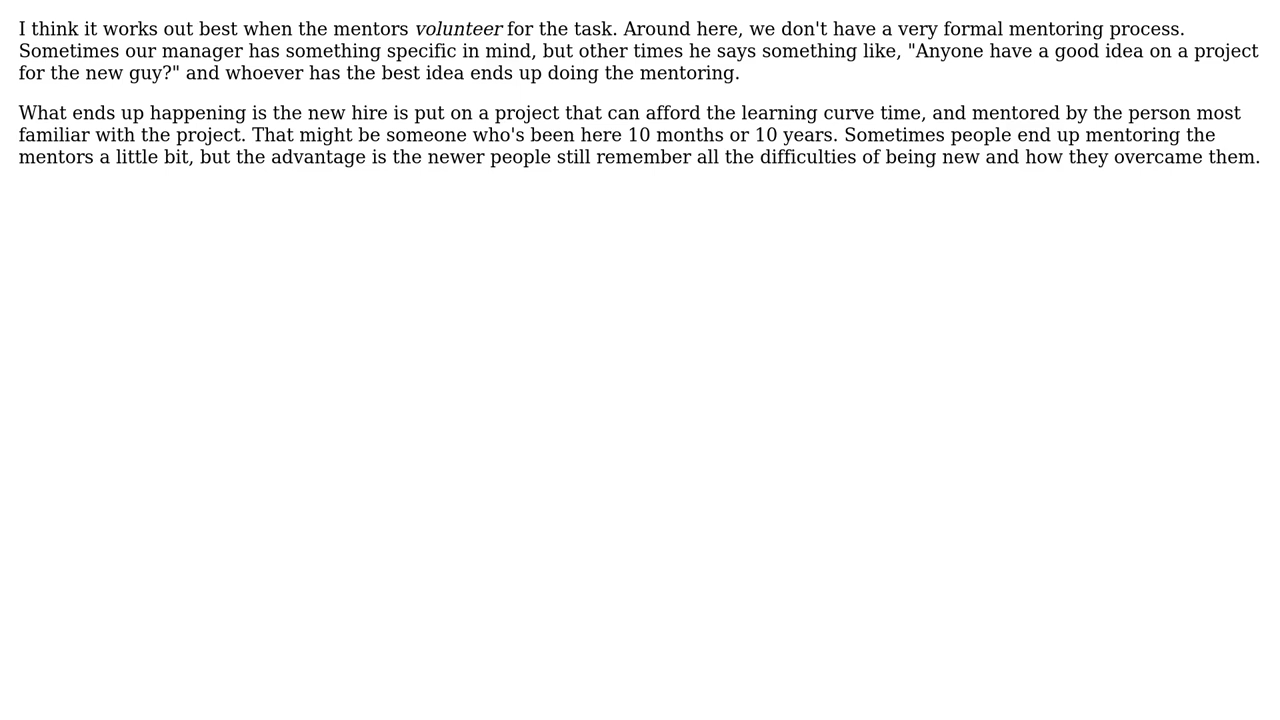 I think it works out best when the mentors volunteer for the task. Around here, we don't have a very formal mentoring process.
Sometimes our manager has something specific in mind, but other times he says something like, "Anyone have a good idea on a project
for the new guy?" and whoever has the best idea ends up doing the mentoring.
What ends up happening is the new hire is put on a project that can afford the learning curve time, and mentored by the person most
familiar with the project. That might be someone who's been here 10 months or 10 years. Sometimes people end up mentoring the
mentors a little bit, but the advantage is the newer people still remember all the difficulties of being new and how they overcame them.